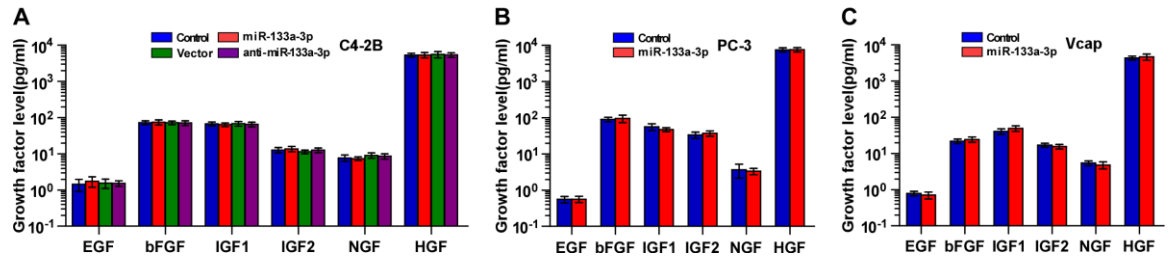 A
Control
miR-133a-3p
Vector
anti-miR-133a-3p
C4-2B
Growth factor level(pg/ml)
10^4
10^3
10^2
10^1
10^0
10^-1
EGF bFGF IGF1 IGF2 NGF HGF
B
Control
miR-133a-3p
PC-3
Growth factor level(pg/ml)
10^4
10^3
10^2
10^1
10^0
10^-1
EGF bFGF IGF1 IGF2 NGF HGF
C
Control
miR-133a-3p
Vcap
Growth factor level(pg/ml)
10^4
10^3
10^2
10^1
10^0
10^-1
EGF bFGF IGF1 IGF2 NGF HGF